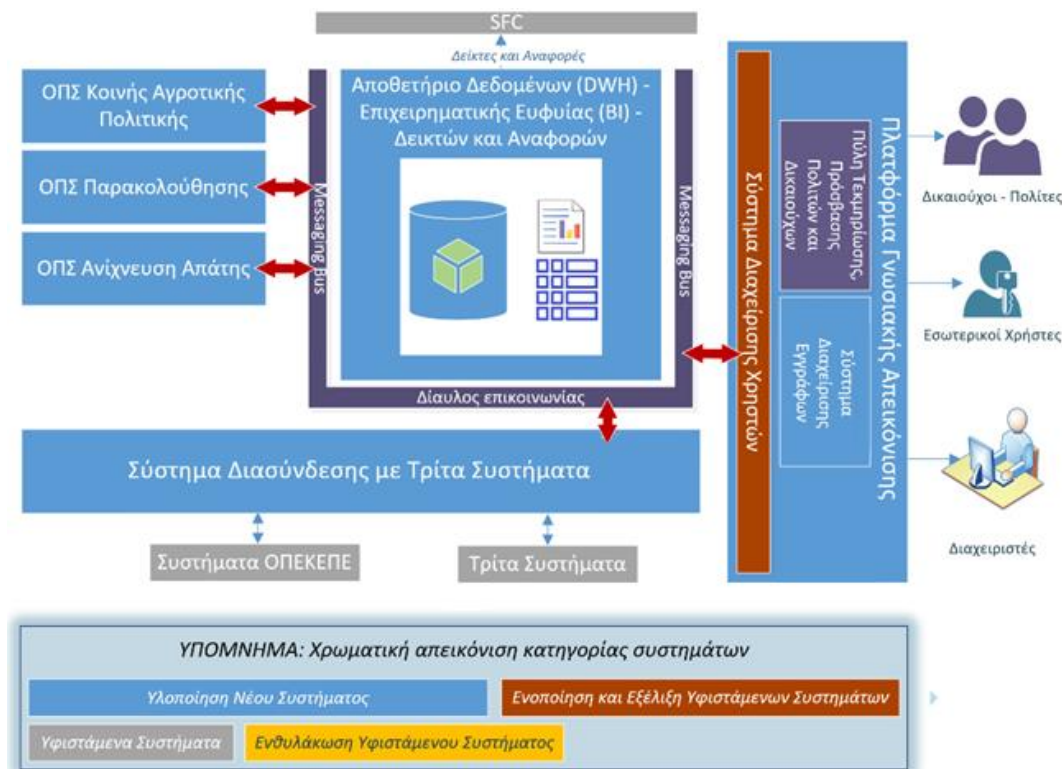 SFC
Δείκτες και Αναφορές
ΟΠΣ Κοινής Αγροτικής
Πολιτικής
ΟΠΣ Παρακολούθησης
ΟΠΣ Ανίχνευση Απάτης
Messaging Bus
Αποθετήριο Δεδομένων (DWH) -
Επιχειρηματικής Ευφυίας (BI) -
Δεικτών και Αναφορών
Messaging Bus
Δίαυλος επικοινωνίας
Σύστημα Διαχείρισης Χρηστών
Πύλη Τεκμηρίωσης,
Πρόσβασης
Πολιτών και
Δικαιούχων
Σύστημα
Διαχείρισης
Εγγράφων
Πλατφόρμα Γνωσιακής Απεικόνισης
Δικαιούχοι - Πολίτες
Εσωτερικοί Χρήστες
Διαχειριστές
Σύστημα Διασύνδεσης με Τρίτα Συστήματα
Συστήματα ΟΠΕΚΕΠΕ
Τρίτα Συστήματα
ΥΠΟΜΝΗΜΑ: Χρωματική απεικόνιση κατηγορίας συστημάτων
Υλοποίηση Νέου Συστήματος
Ενοποίηση και Εξέλιξη Υφιστάμενων Συστημάτων
Υφιστάμενα Συστήματα
Ενθυλάκωση Υφιστάμενου Συστήματος